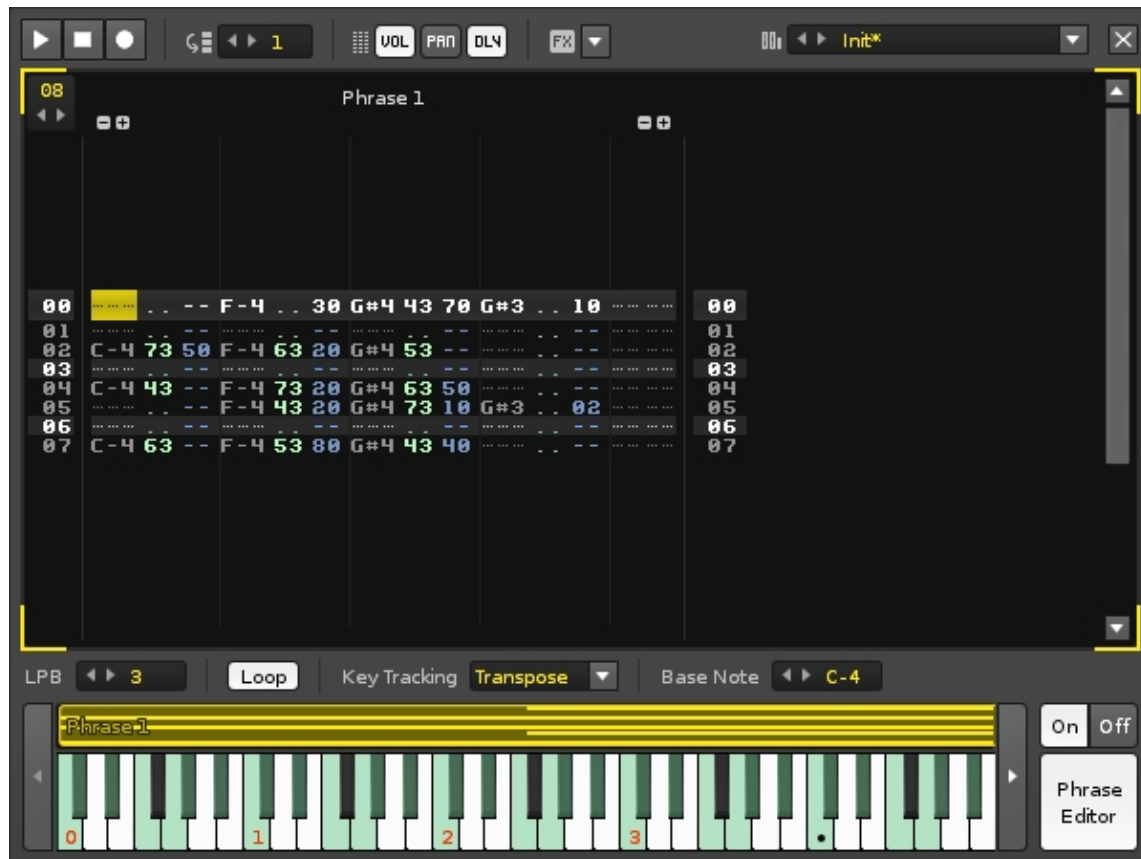 1 VOL PAN DLY FX Init*
08
Phrase 1
00 .. -- F-4 .. 30 G#4 43 70 G#3 .. 10 00
01 .. -- .. -- .. -- .. -- 01
02 C-4 73 50 F-4 63 20 G#4 53 -- .. -- 02
03 .. -- .. -- .. -- .. -- 03
04 C-4 43 -- F-4 73 20 G#4 63 50 .. -- 04
05 .. -- F-4 43 20 G#4 73 10 G#3 .. 02 05
06 .. -- .. -- .. -- .. -- 06
07 C-4 63 -- F-4 53 80 G#4 43 40 .. -- 07
LPB 3 Loop Key Tracking Transpose Base Note C-4
Phrase 1
On Off
0 1 2 3
Phrase
Editor